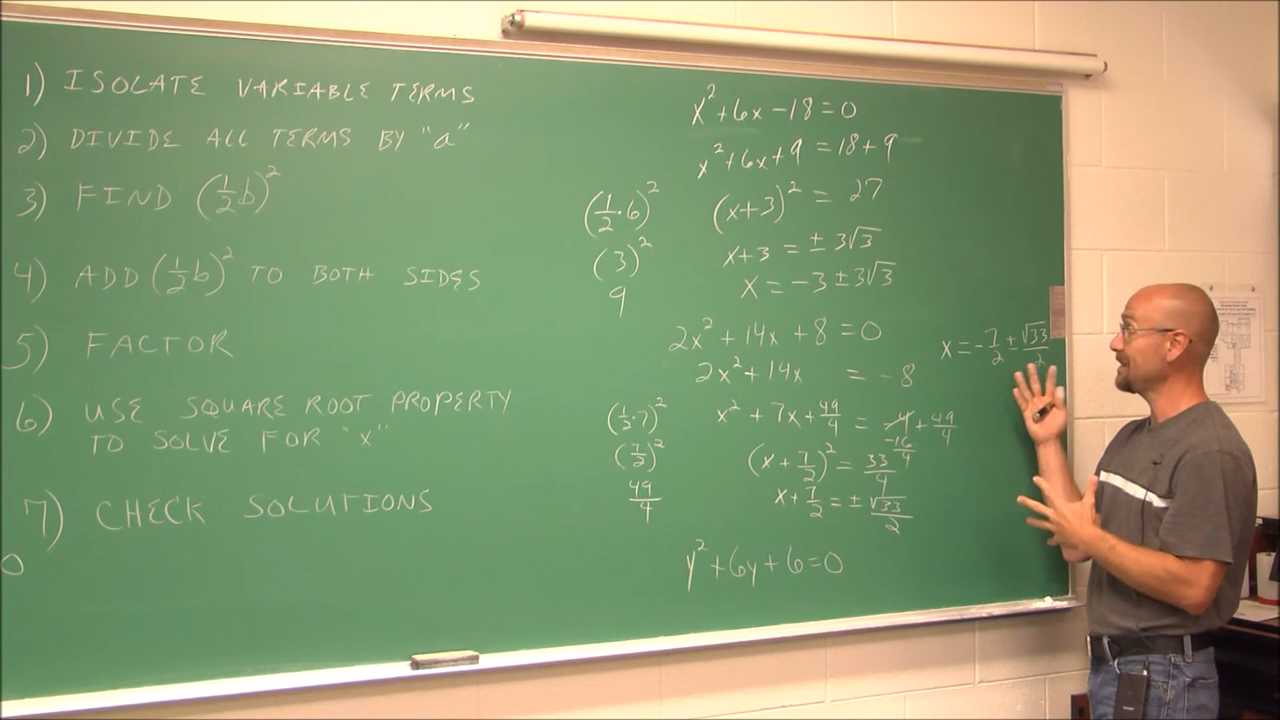 1) ISOLATE VARIABLE TERMS
2) DIVIDE ALL TERMS BY "a"
3) FIND (1/2 b)²
4) ADD (1/2 b)² TO BOTH SIDES
5) FACTOR
6) USE SQUARE ROOT PROPERTY
TO SOLVE FOR "x"
7) CHECK SOLUTIONS
0
x² + 6x - 18 = 0
x² + 6x + 9 = 18 + 9
(1/2 · 6)²
(x + 3)² = 27
(3)²
x + 3 = ± 3√3
9
x = -3 ± 3√3
2x² + 14x + 8 = 0
2x² + 14x = -8
(1/2 · 7)²
x² + 7x + 49/4 = -4 + 49/4
-16/4
(7/2)²
(x + 7/2)² = 33/4
49/4
x + 7/2 = ± √33/2
x = -7/2 ± √33/2
y² + 6y + 6 = 0